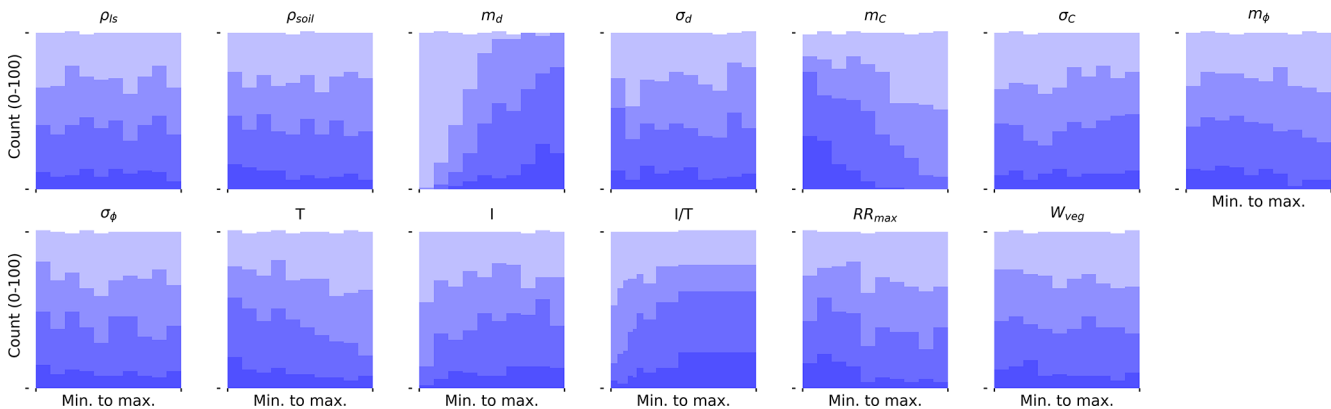 ρ_ls ρ_soil m_d σ_d m_C σ_C m_ϕ
Count (0-100)
Min. to max.
σ_ϕ T I I/T RR_max W_veg
Count (0-100)
Min. to max. Min. to max. Min. to max. Min. to max. Min. to max. Min. to max.